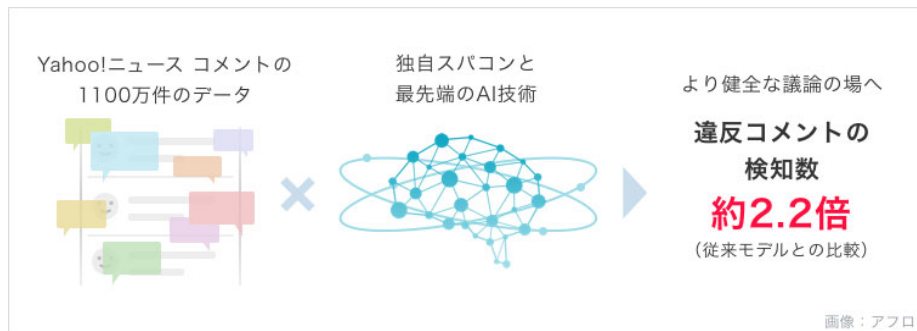 Yahoo!ニュース コメントの
1100万件のデータ
独自スパコンと
最先端のAI技術
より健全な議論の場へ
違反コメントの
検知数
約2.2倍
（従来モデルとの比較）
画像：アフロ